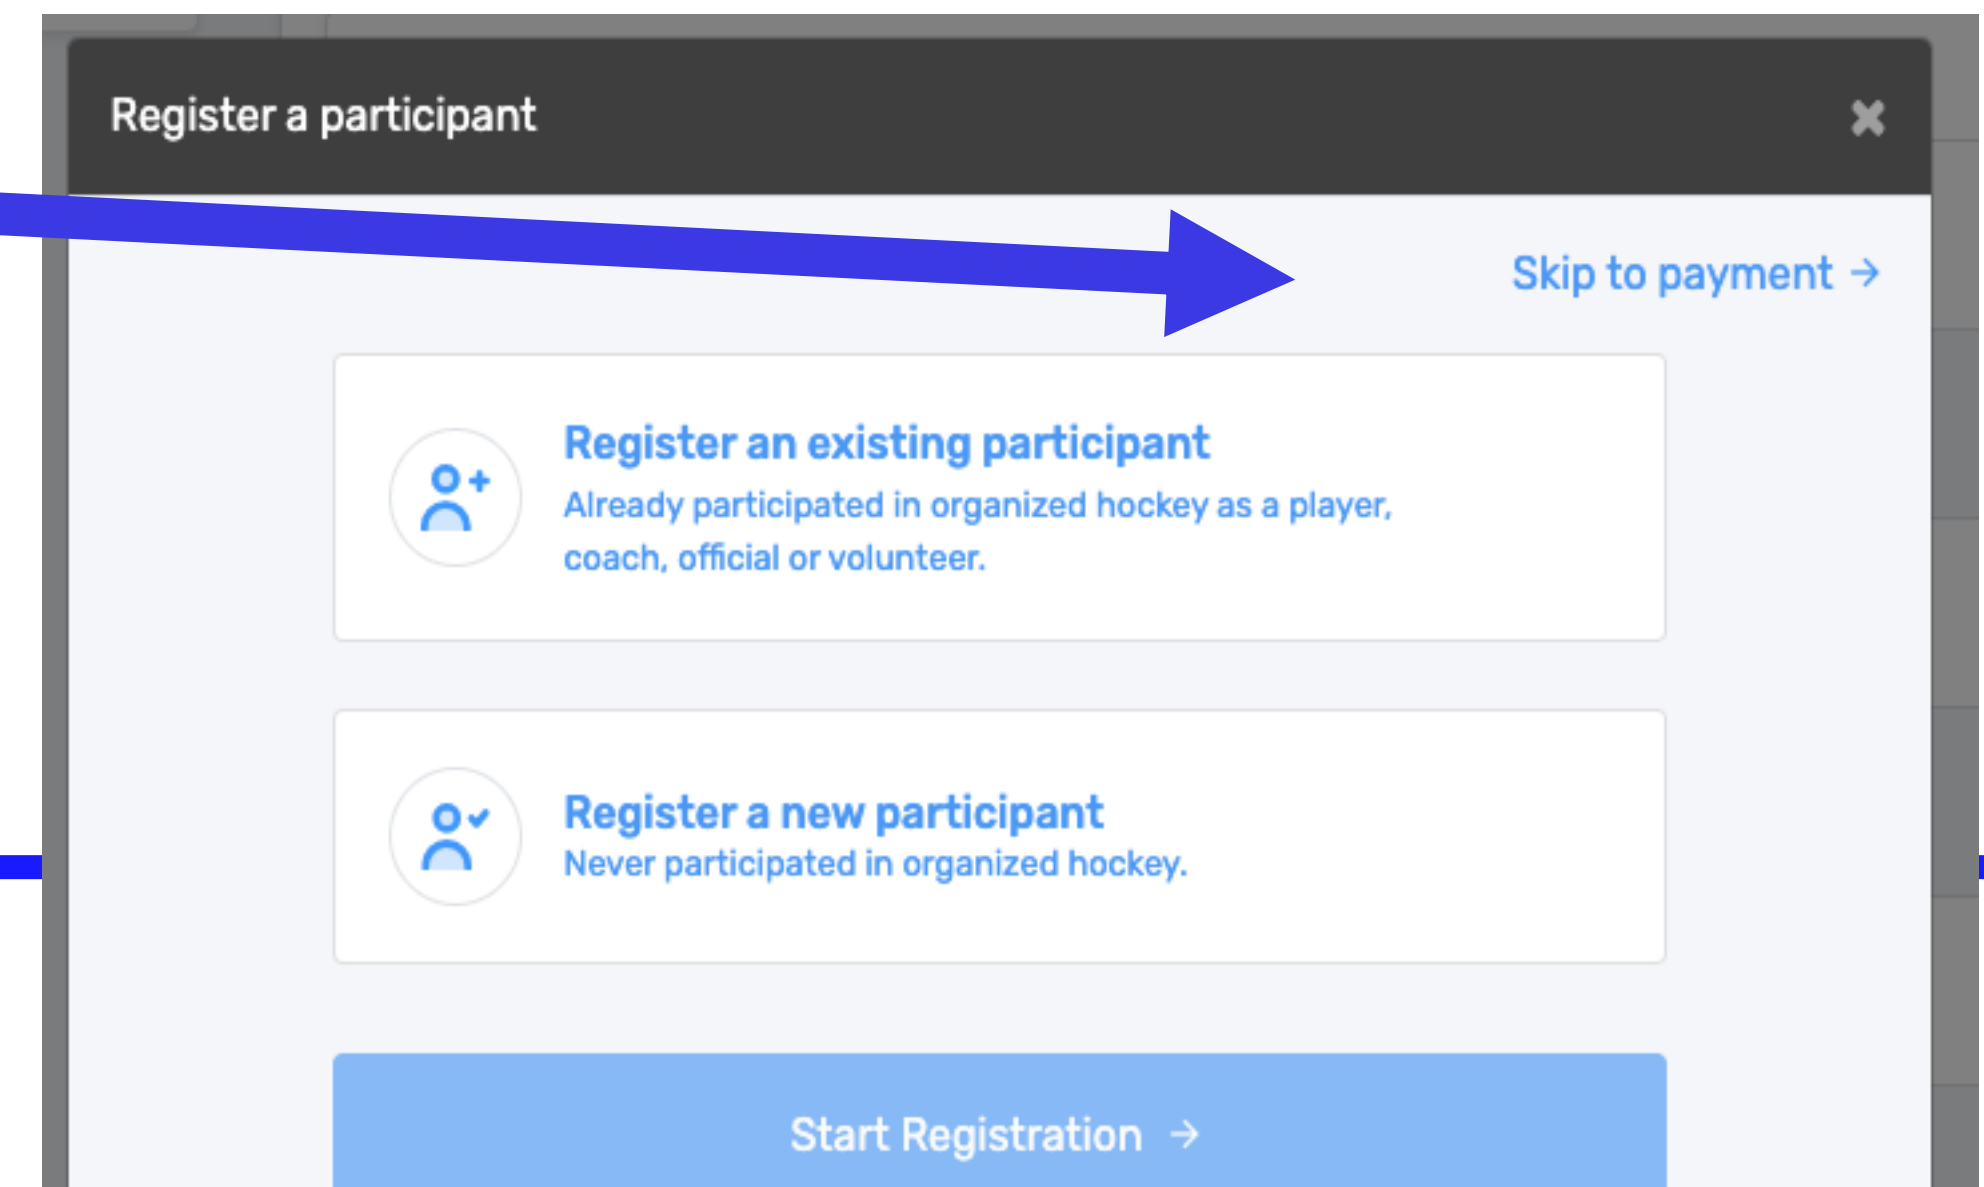 Register a participant
Skip to payment →
Register an existing participant
Already participated in organized hockey as a player,
coach, official or volunteer.
Register a new participant
Never participated in organized hockey.
Start Registration →